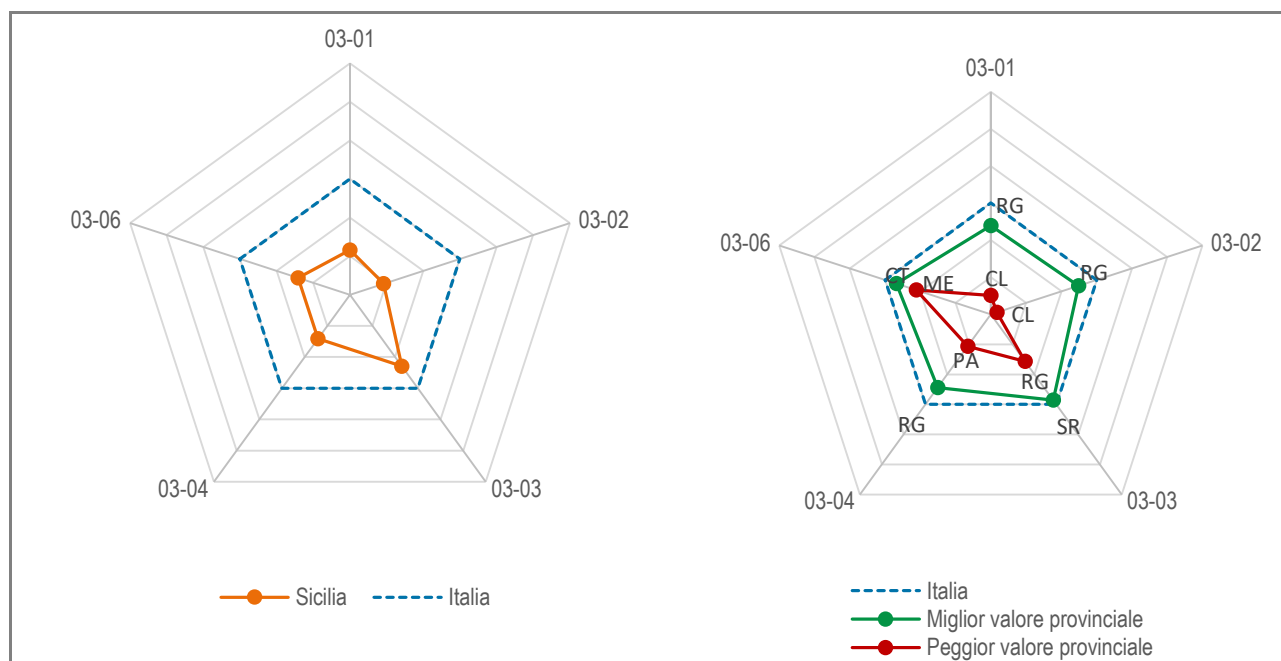 03-01
03-02
03-03
03-04
03-06
Sicilia
Italia
03-01
03-02
03-03
03-04
03-06
RG
RG
CL
CL
CT
ME
PA
RG
RG
SR
Italia
Miglior valore provinciale
Peggior valore provinciale